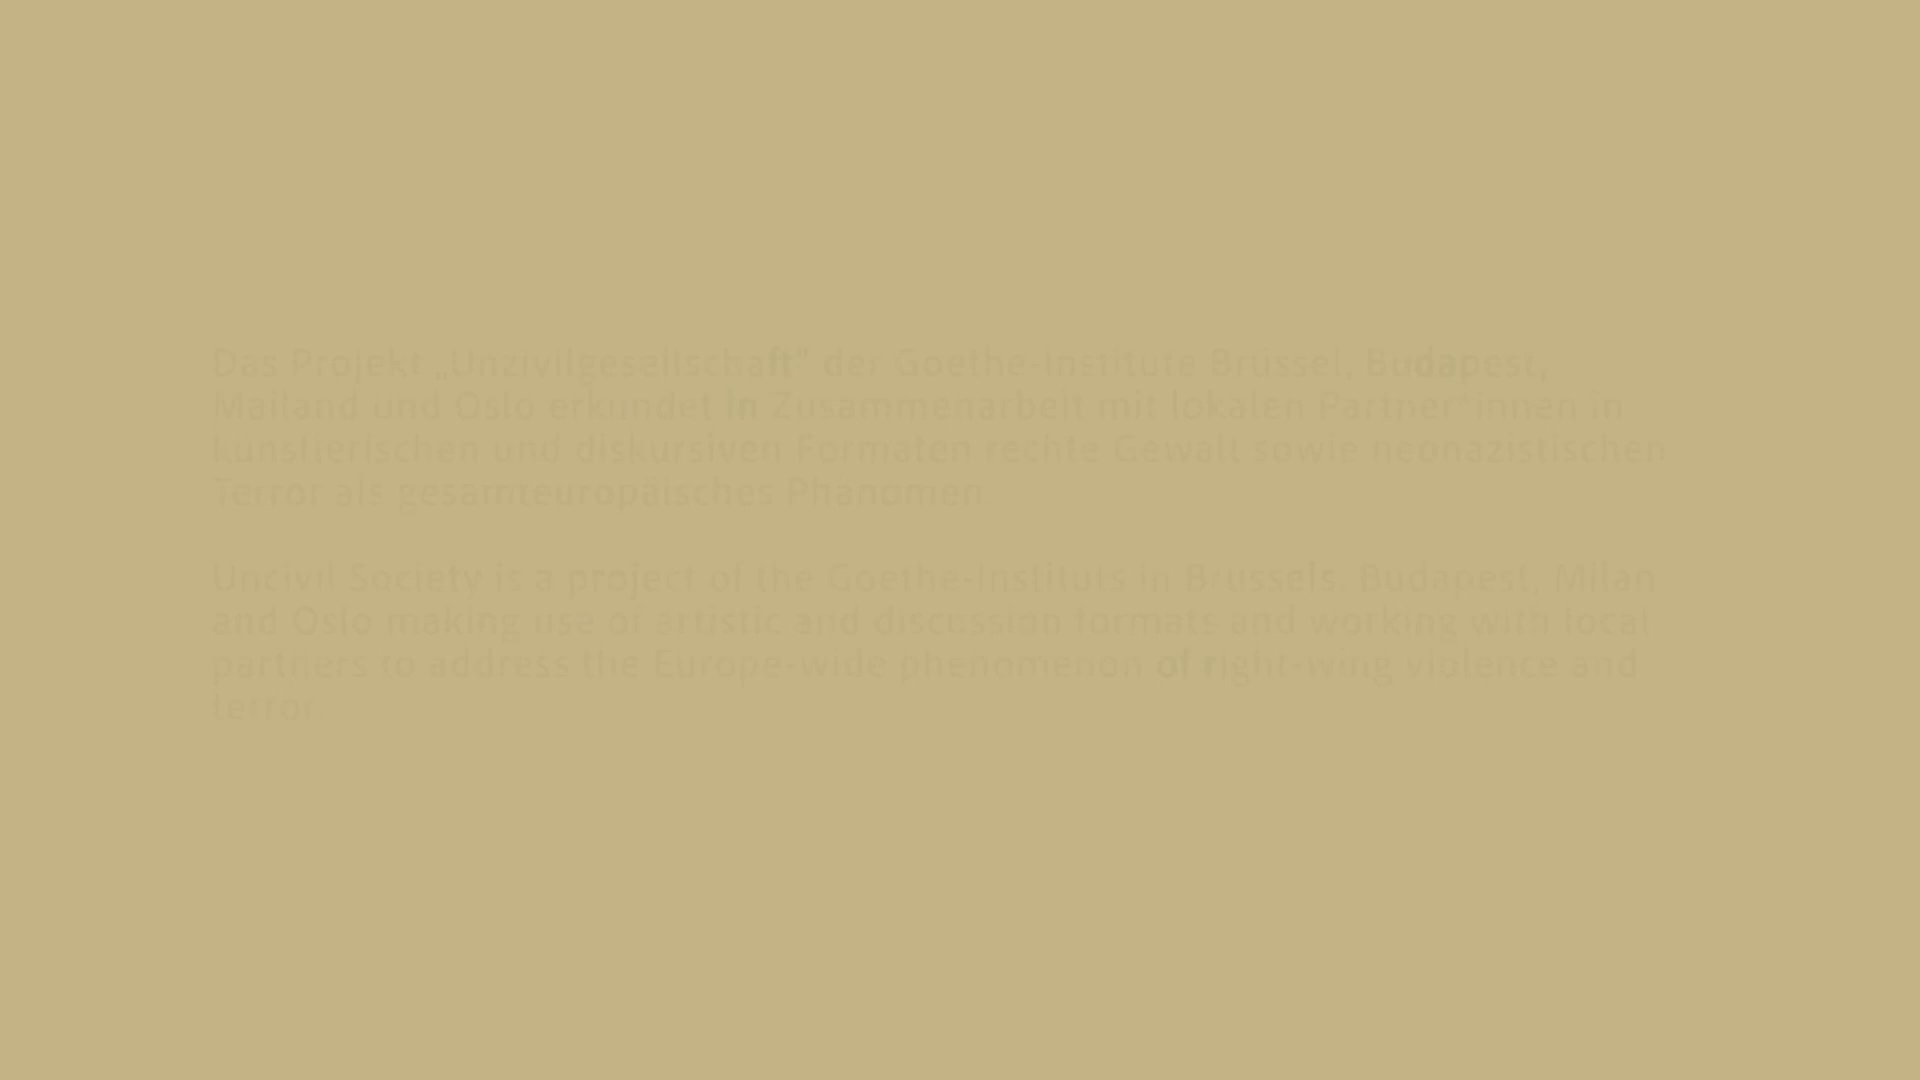 Das Projekt „Unzivilgesellschaft“ der Goethe-Institute Brüssel, Budapest,
Mailand und Oslo erkundet in Zusammenarbeit mit lokalen Partner*innen in
künstlerischen und diskursiven Formaten rechte Gewalt sowie neonazistischen
Terror als gesamteuropäisches Phänomen.
Uncivil Society is a project of the Goethe-Instituts in Brussels, Budapest, Milan
and Oslo making use of artistic and discussion formats and working with local
partners to address the Europe-wide phenomenon of right-wing violence and
terror.